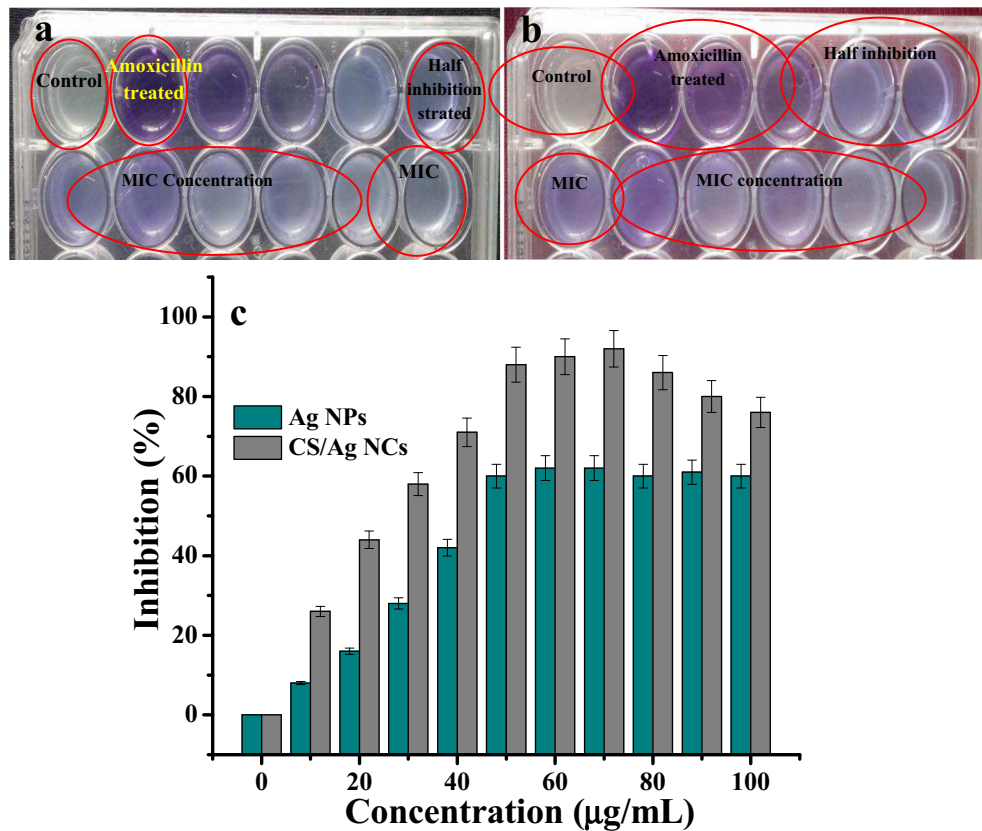 a
Control
Amoxicillin
treated
Half
inhibition
strated
MIC Concentration
MIC
b
Control
Amoxicillin
treated
Half inhibition
MIC
MIC concentration
c
Ag NPs
CS/Ag NCs
Inhibition (%)
100
80
60
40
20
0
0 20 40 60 80 100
Concentration (μg/mL)